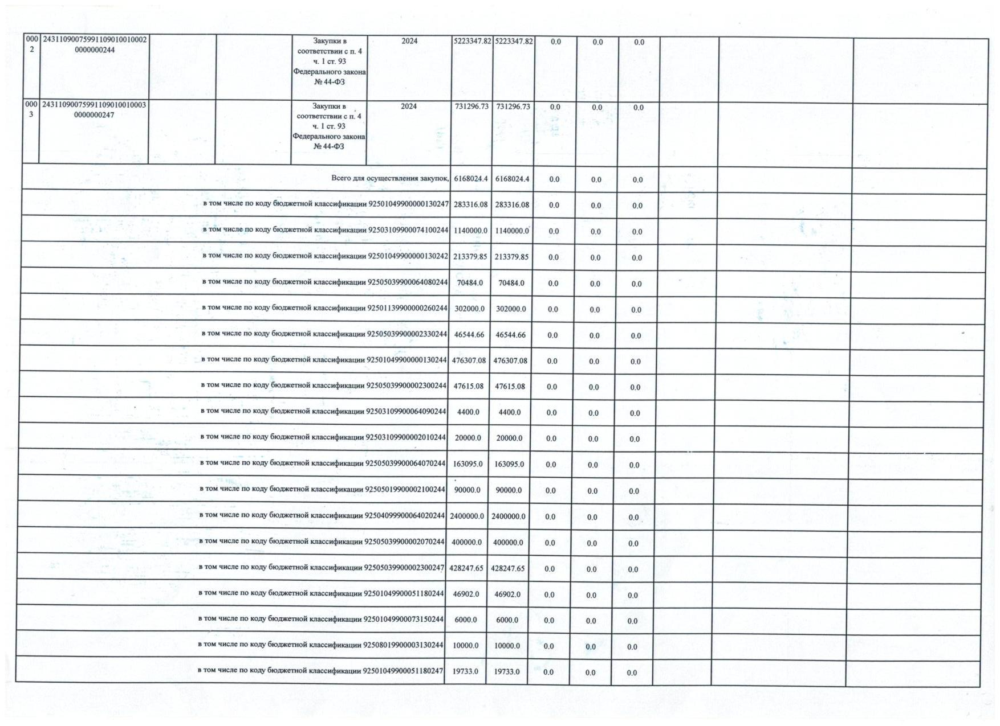 000 243110900759911090100100002 Закупки в 2024 5223347.82 5223347.82 0.0 0.0 0.0
2 0000000244 соответствии с п. 4
ч. 1 ст. 93
Федерального закона
№ 44-ФЗ
000 243110900759911090100100003 Закупки в 2024 731296.73 731296.73 0.0 0.0 0.0
3 0000000247 соответствии с п. 4
ч. 1 ст. 93
Федерального закона
№ 44-ФЗ
Всего для осуществления закупок, 6168024.4 6168024.4 0.0 0.0 0.0
в том числе по коду бюджетной классификации 92501049900000130247 283316.08 283316.08 0.0 0.0 0.0
в том числе по коду бюджетной классификации 92503109900074100244 1140000.0 1140000.0 0.0 0.0 0.0
в том числе по коду бюджетной классификации 92501049900000130242 213379.85 213379.85 0.0 0.0 0.0
в том числе по коду бюджетной классификации 92505039900064080244 70484.0 70484.0 0.0 0.0 0.0
в том числе по коду бюджетной классификации 92501139900000260244 302000.0 302000.0 0.0 0.0 0.0
в том числе по коду бюджетной классификации 92505039900002330244 46544.66 46544.66 0.0 0.0 0.0
в том числе по коду бюджетной классификации 92501049900000130244 476307.08 476307.08 0.0 0.0 0.0
в том числе по коду бюджетной классификации 92505039900002300244 47615.08 47615.08 0.0 0.0 0.0
в том числе по коду бюджетной классификации 92503109900064090244 4400.0 4400.0 0.0 0.0 0.0
в том числе по коду бюджетной классификации 92503109900002010244 20000.0 20000.0 0.0 0.0 0.0
в том числе по коду бюджетной классификации 92505039900064070244 163095.0 163095.0 0.0 0.0 0.0
в том числе по коду бюджетной классификации 92505019900002100244 90000.0 90000.0 0.0 0.0 0.0
в том числе по коду бюджетной классификации 92504099900064020244 2400000.0 2400000.0 0.0 0.0 0.0
в том числе по коду бюджетной классификации 92505039900002070244 400000.0 400000.0 0.0 0.0 0.0
в том числе по коду бюджетной классификации 92505039900002300247 428247.65 428247.65 0.0 0.0 0.0
в том числе по коду бюджетной классификации 92501049900051180244 46902.0 46902.0 0.0 0.0 0.0
в том числе по коду бюджетной классификации 92501049900073150244 6000.0 6000.0 0.0 0.0 0.0
в том числе по коду бюджетной классификации 92508019900003130244 10000.0 10000.0 0.0 0.0 0.0
в том числе по коду бюджетной классификации 92501049900051180247 19733.0 19733.0 0.0 0.0 0.0